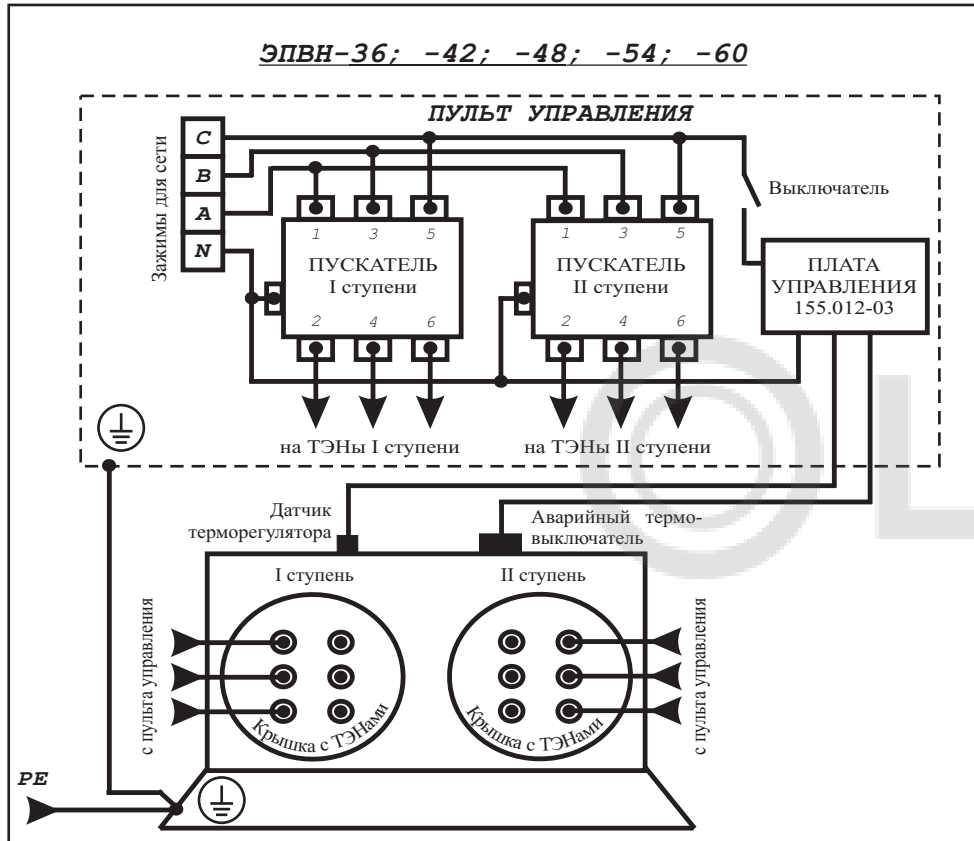 ЭПВН-36; -42; -48; -54; -60
ПУЛЬТ УПРАВЛЕНИЯ
Зажимы для сети
C
B
A
N
1 3 5
ПУСКАТЕЛЬ
I ступени
2 4 6
1 3 5
ПУСКАТЕЛЬ
II ступени
2 4 6
Выключатель
ПЛАТА
УПРАВЛЕНИЯ
155.012-03
на ТЭНы I ступени
на ТЭНы II ступени
Датчик
терморегулятора
Аварийный термо-
выключатель
I ступень
II ступень
с пульта управления
Крышка с ТЭНами
Крышка с ТЭНами
с пульта управления
PE
OL